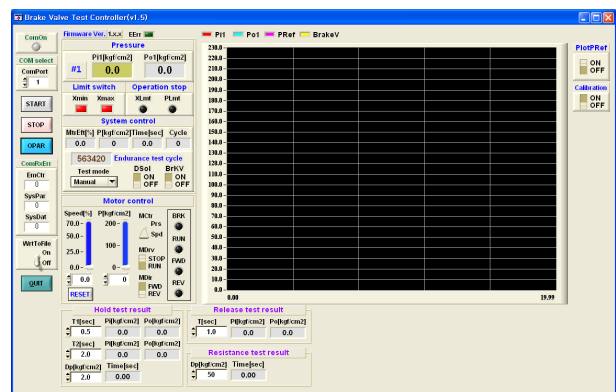 Brake Valve Test Controller(v1.5)
ComOn
Firmware Ver. 1.x.x EErr
Pi1 Po1 PRef BrakeV
COM select
ComPort
1
START
STOP
OPAR
ComRxErr
EmCtr
0
SysPar
0
SysDat
0
WrtToFile
On
Off
QUIT
Pressure
Pi1[kgf/cm2] Po1[kgf/cm2]
#1 0.0 0.0
Limit switch Operation stop
Xmin Xmax XLmt PLmt
System control
MtrEff[%] P[kgf/cm2] Time[sec] Cycle
0.0 0.0 0.0 0
563420 Endurance test cycle
Test mode DSol BrKV
Manual ON OFF ON OFF
Motor control
Speed[%] P[kgf/cm2] MCtr BRK
70.0 200 Prs
50.0 Spd RUN
100 MDrv
25.0 STOP FWD
RUN
0.0 0 MDir REV
0.0 0 FWD
RESET REV
230.0
220.0
210.0
200.0
190.0
180.0
170.0
160.0
150.0
140.0
130.0
120.0
110.0
100.0
90.0
80.0
70.0
60.0
50.0
40.0
30.0
20.0
10.0
0.0
0.00 19.99
PlotPRef
ON
OFF
Calibration
ON
OFF
Hold test result
T1[sec] Pi[kgf/cm2] Po[kgf/cm2]
0.5 0.0 0.0
T2[sec] Pi[kgf/cm2] Po[kgf/cm2]
2.0 0.0 0.0
Dp[kgf/cm2] Time[sec]
2.0 0.00
Release test result
T[sec] Pi[kgf/cm2] Po[kgf/cm2]
1.0 0.0 0.0
Resistance test result
Dp[kgf/cm2] Time[sec]
50 0.00